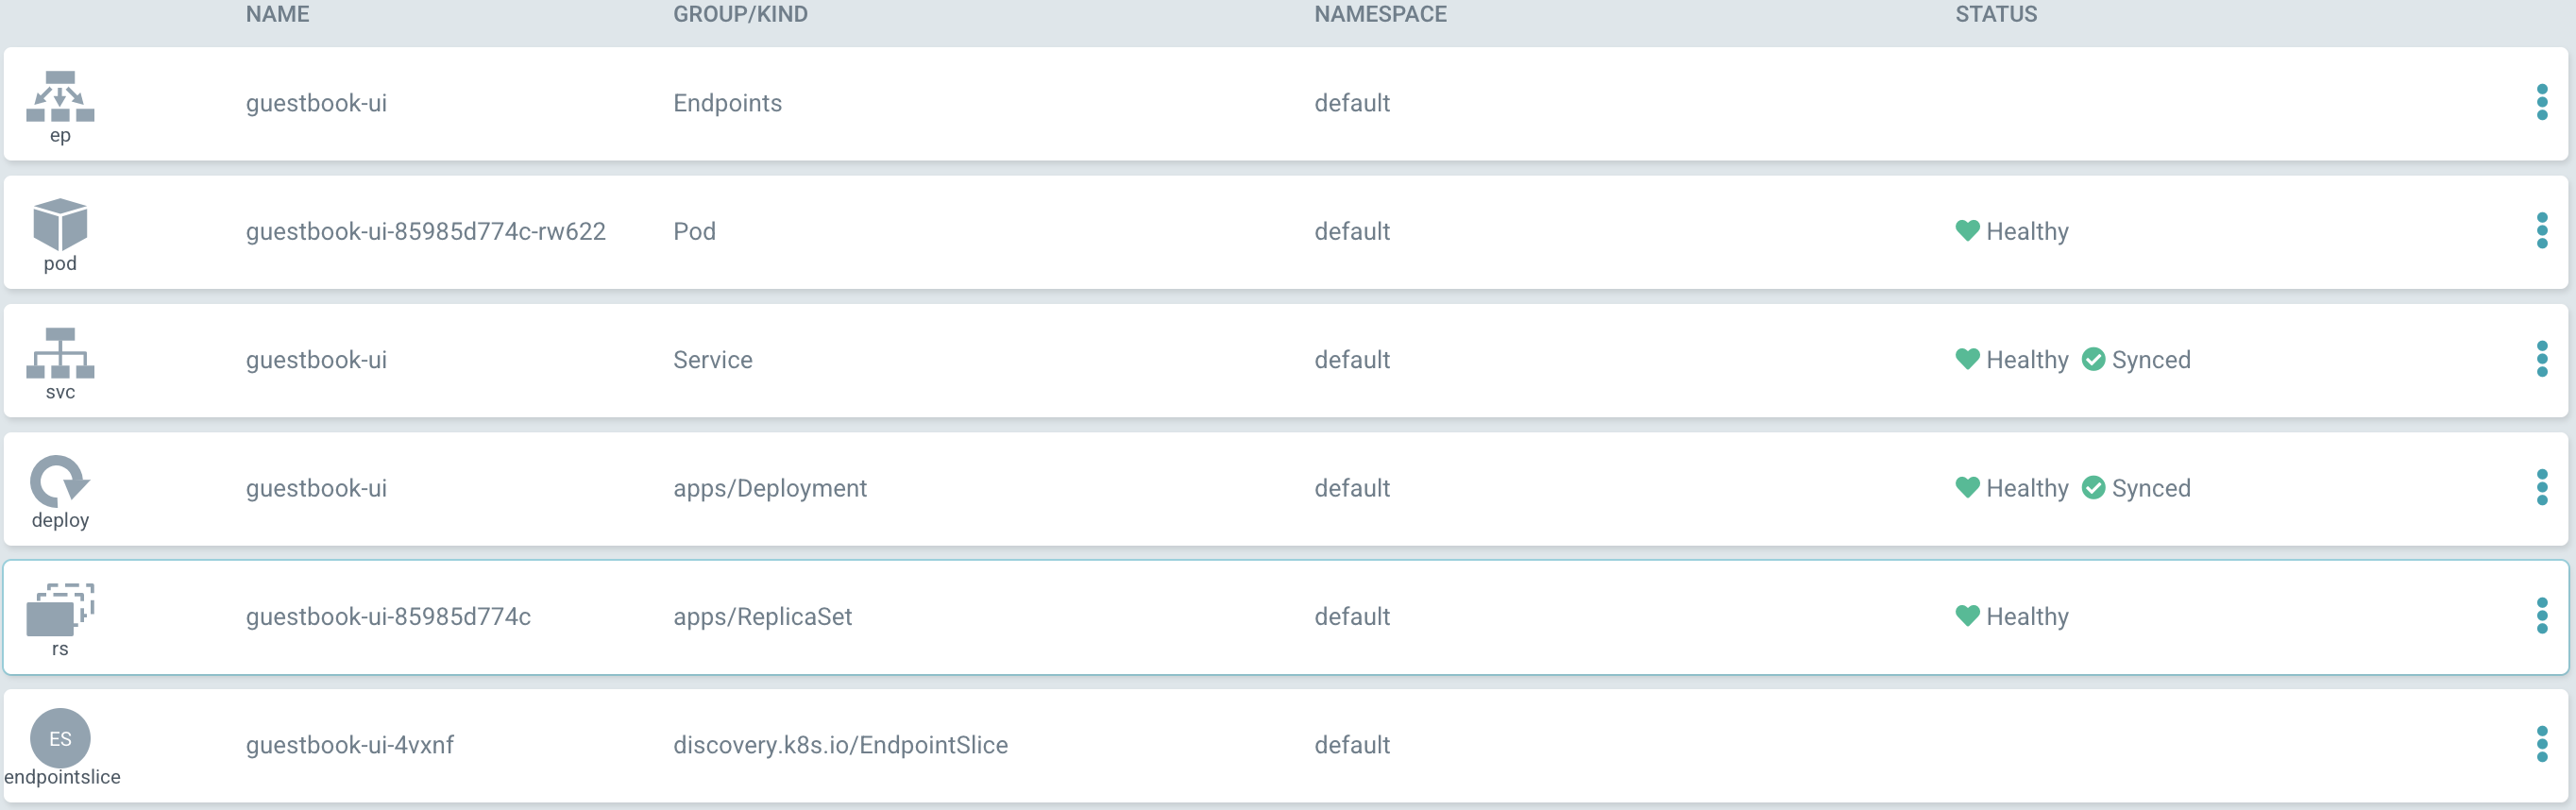 NAME GROUP/KIND NAMESPACE STATUS
ep guestbook-ui Endpoints default
pod guestbook-ui-85985d774c-rw622 Pod default Healthy
svc guestbook-ui Service default Healthy Synced
deploy guestbook-ui apps/Deployment default Healthy Synced
rs guestbook-ui-85985d774c apps/ReplicaSet default Healthy
ES endpointslice guestbook-ui-4vxnf discovery.k8s.io/EndpointSlice default